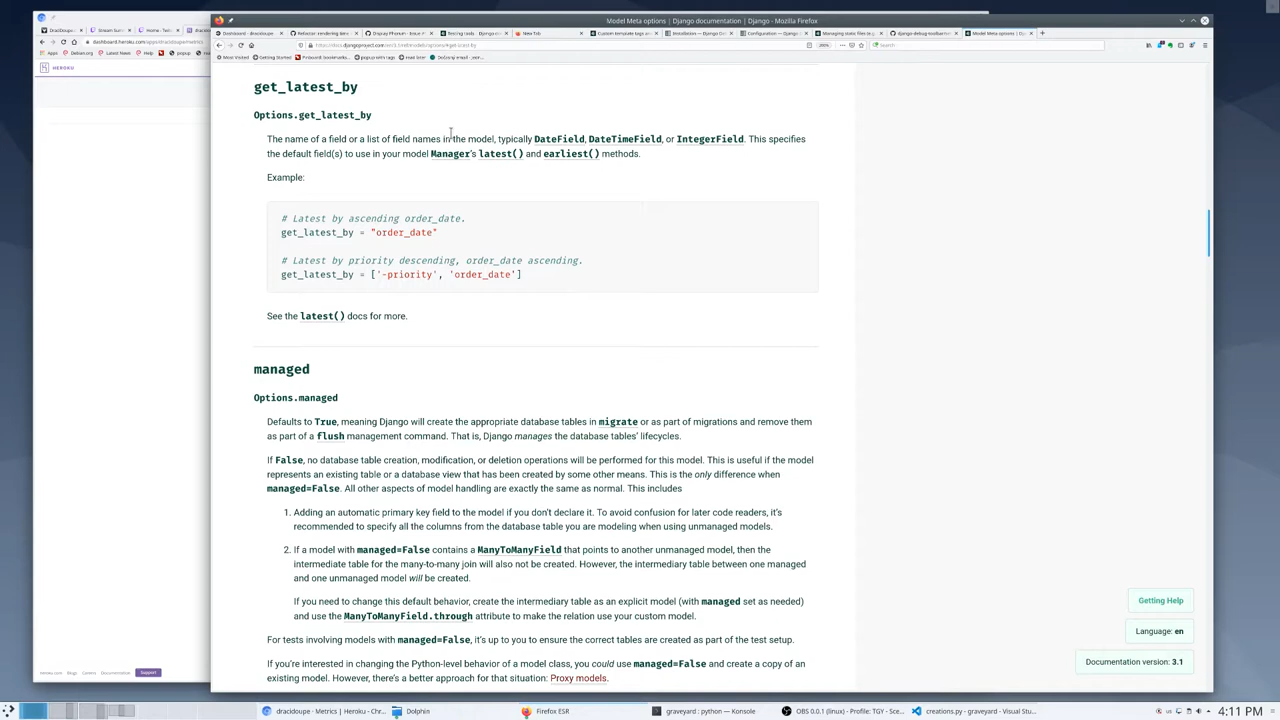 Model Meta options | Django documentation | Django - Mozilla Firefox
Most Visited Getting Started
HEROKU
get_latest_by
Options.get_latest_by
The name of a field or a list of field names in the model, typically DateField, DateTimeField, or IntegerField. This specifies
the default field(s) to use in your model Manager's latest() and earliest() methods.
Example:
# Latest by ascending order_date.
get_latest_by = "order_date"
# Latest by priority descending, order_date ascending.
get_latest_by = ['-priority', 'order_date']
See the latest() docs for more.
managed
Options.managed
Defaults to True, meaning Django will create the appropriate database tables in migrate or as part of migrations and remove them
as part of a flush management command. That is, Django manages the database tables' lifecycles.
If False, no database table creation, modification, or deletion operations will be performed for this model. This is useful if the model
represents an existing table or a database view that has been created by some other means. This is the only difference when
managed=False. All other aspects of model handling are exactly the same as normal. This includes
1. Adding an automatic primary key field to the model if you don't declare it. To avoid confusion for later code readers, it's
recommended to specify all the columns from the database table you are modeling when using unmanaged models.
2. If a model with managed=False contains a ManyToManyField that points to another unmanaged model, then the
intermediate table for the many-to-many join will also not be created. However, the intermediary table between one managed
and one unmanaged model will be created.
If you need to change this default behavior, create the intermediary table as an explicit model (with managed set as needed)
and use the ManyToManyField.through attribute to make the relation use your custom model.
For tests involving models with managed=False, it's up to you to ensure the correct tables are created as part of the test setup.
If you're interested in changing the Python-level behavior of a model class, you could use managed=False and create a copy of an
existing model. However, there's a better approach for that situation: Proxy models.
Getting Help
Language: en
Documentation version: 3.1
heroku.com Blogs Careers Documentation Support
dracidoupe - Metrics | Heroku - Chr... Dolphin Firefox ESR graveyard : python — Konsole OBS 0.0.1 (linux) - Profile: TGY - Sce... creations.py - graveyard - Visual Stu... us 4:11 PM